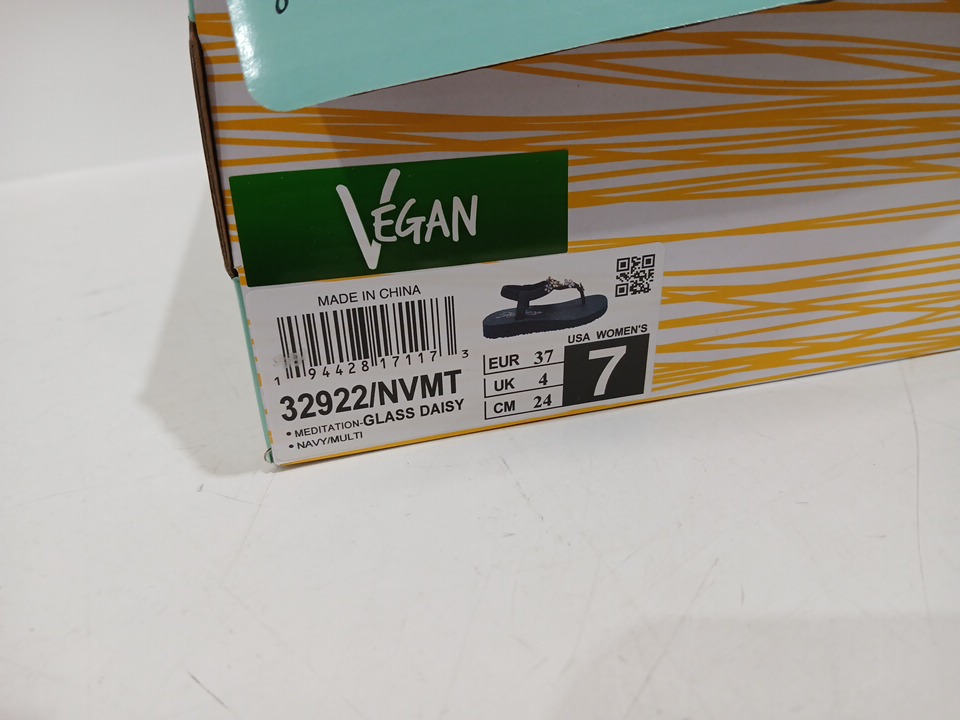 VEGAN
MADE IN CHINA
1 94428 17117 3
32922/NVMT
• MEDITATION-GLASS DAISY
• NAVY/MULTI
EUR 37
UK 4
CM 24
USA WOMEN'S
7